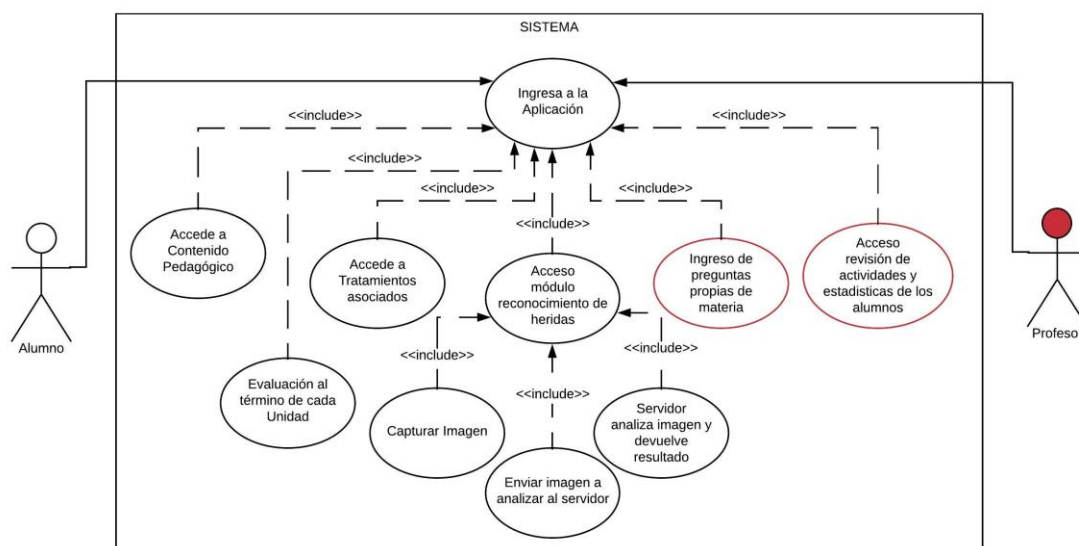 SISTEMA
Ingresa a la
Aplicación
<<include>>
<<include>>
<<include>>
<<include>>
<<include>>
<<include>>
Accede a
Contenido
Pedagógico
Accede a
Tratamientos
asociados
Acceso
módulo
reconocimiento de
heridas
Ingreso de
preguntas
propias de
materia
Acceso
revisión de
actividades y
estadisticas de los
alumnos
Alumno
Profeso
<<include>>
<<include>>
<<include>>
Evaluación al
término de cada
Unidad
Capturar Imagen
Servidor
analiza imagen y
devuelve
resultado
Enviar imagen a
analizar al servidor